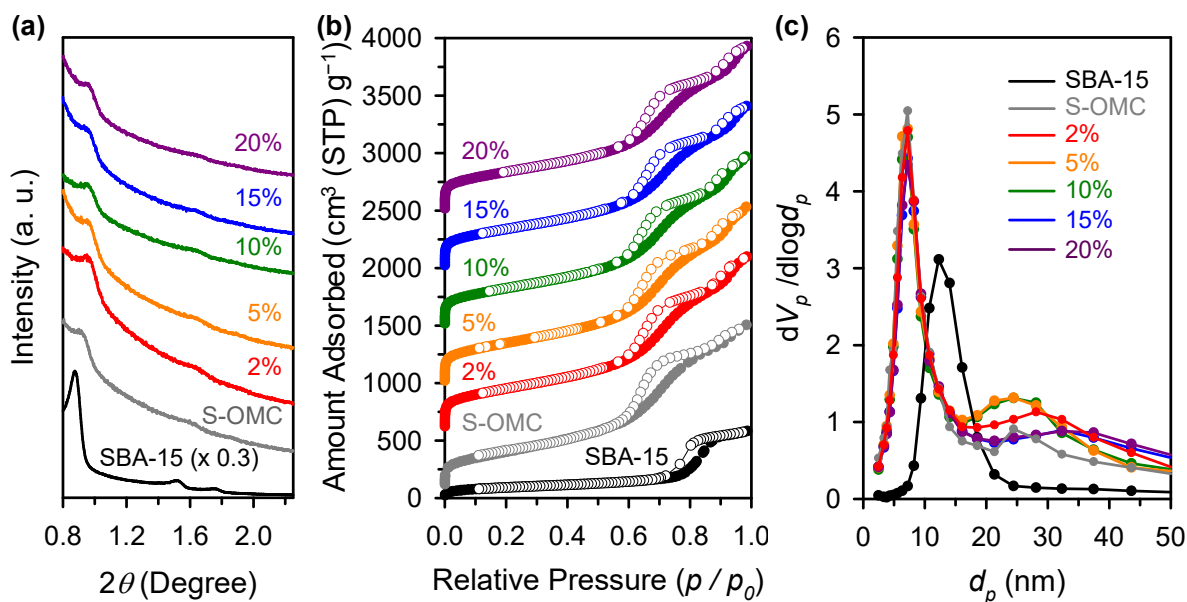 (a)
Intensity (a. u.)
20%
15%
10%
5%
2%
S-OMC
SBA-15 (x 0.3)
0.8 1.2 1.6 2.0
2θ (Degree)
(b)
Amount Adsorbed (cm³ (STP) g⁻¹)
4000
3500
3000
2500
2000
1500
1000
500
0
20%
15%
10%
5%
2%
S-OMC
SBA-15
0.0 0.2 0.4 0.6 0.8 1.0
Relative Pressure (p / p₀)
(c)
dVₚ /dlogdₚ
6
5
4
3
2
1
0
SBA-15
S-OMC
2%
5%
10%
15%
20%
0 10 20 30 40 50
dₚ (nm)